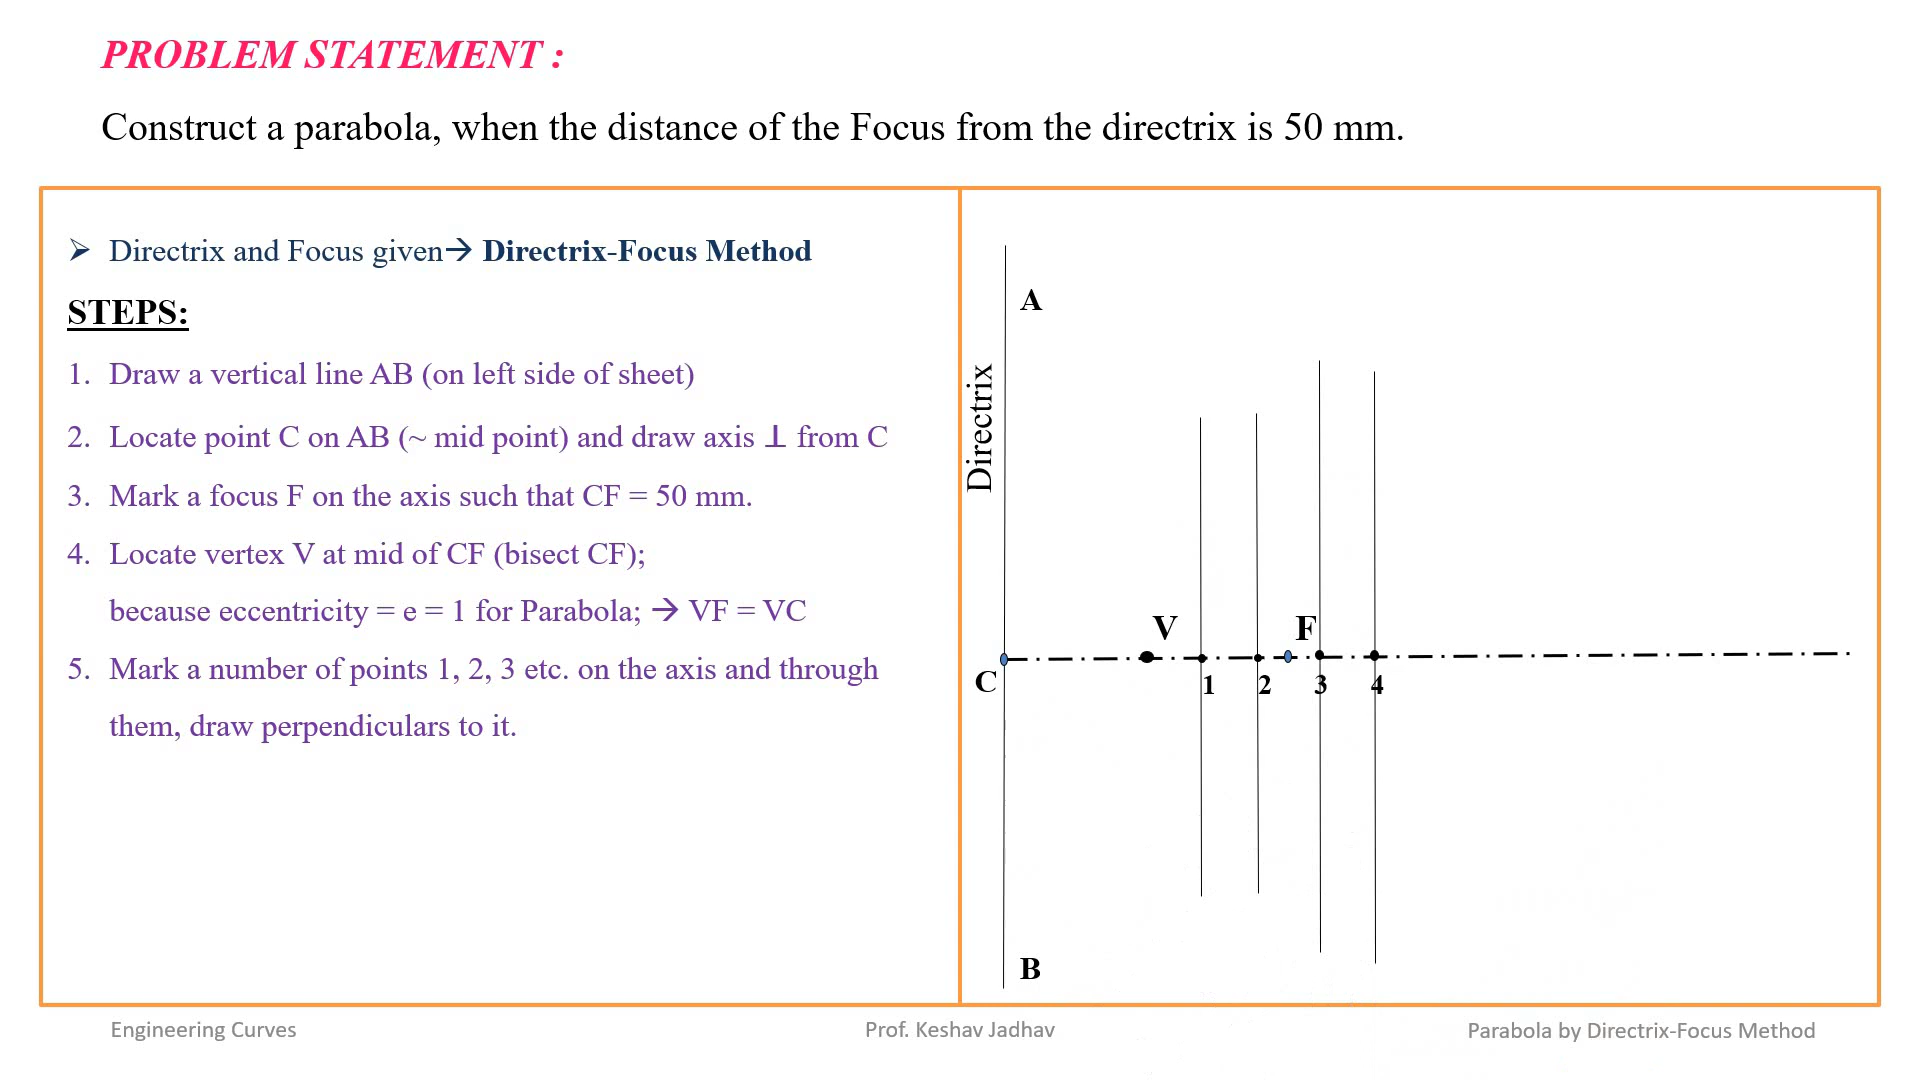 PROBLEM STATEMENT :
Construct a parabola, when the distance of the Focus from the directrix is 50 mm.
➢ Directrix and Focus given→ Directrix-Focus Method
STEPS:
1. Draw a vertical line AB (on left side of sheet)
2. Locate point C on AB (~ mid point) and draw axis ⊥ from C
3. Mark a focus F on the axis such that CF = 50 mm.
4. Locate vertex V at mid of CF (bisect CF);
because eccentricity = e = 1 for Parabola; → VF = VC
5. Mark a number of points 1, 2, 3 etc. on the axis and through
them, draw perpendiculars to it.
A
Directrix
V F
C
1 2 3 4
B
Engineering Curves
Prof. Keshav Jadhav
Parabola by Directrix-Focus Method